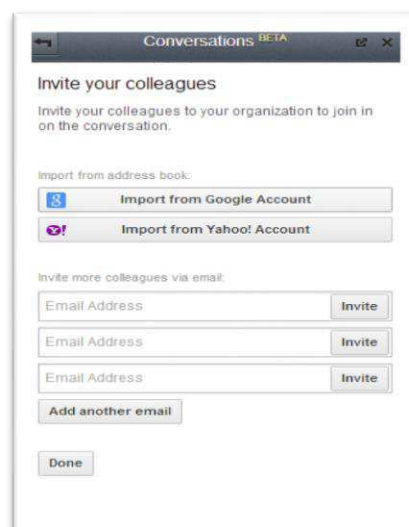 Conversations BETA
Invite your colleagues
Invite your colleagues to your organization to join in
on the conversation.
Import from address book:
8 Import from Google Account
Y! Import from Yahoo! Account
Invite more colleagues via email:
Email Address Invite
Email Address Invite
Email Address Invite
Add another email
Done